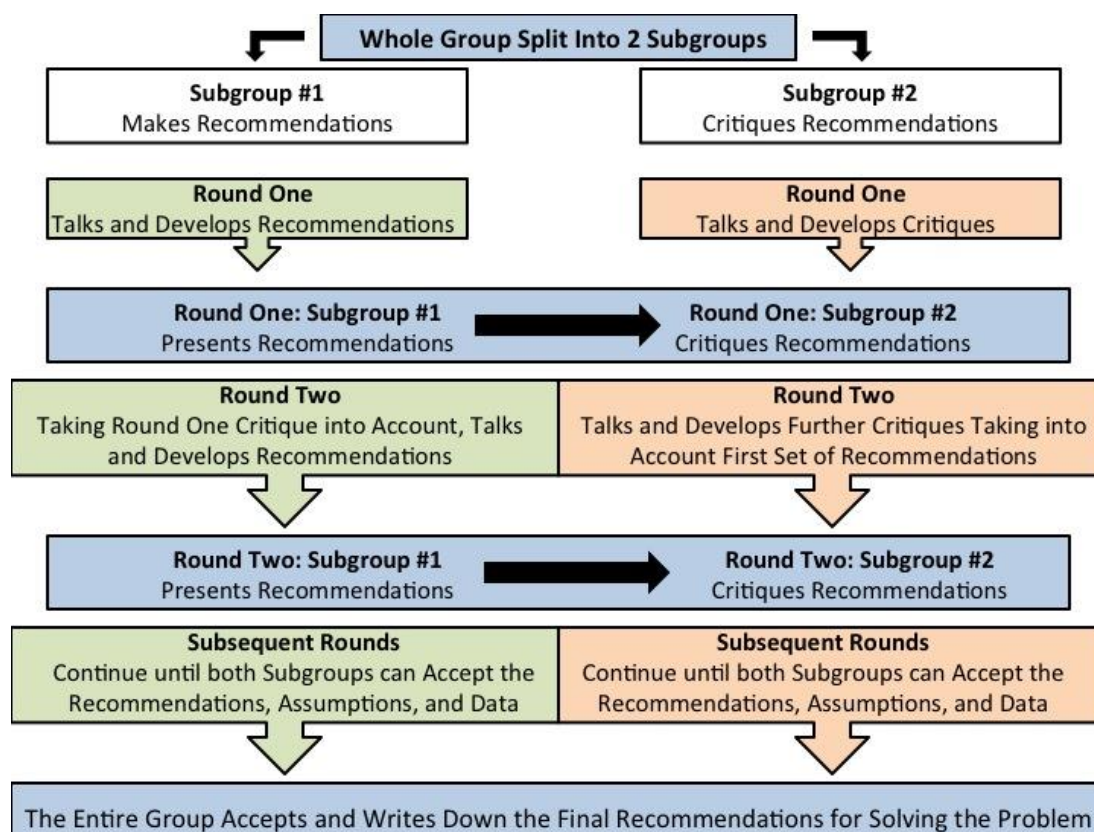 Whole Group Split Into 2 Subgroups
Subgroup #1
Makes Recommendations
Subgroup #2
Critiques Recommendations
Round One
Talks and Develops Recommendations
Round One
Talks and Develops Critiques
Round One: Subgroup #1
Presents Recommendations
Round One: Subgroup #2
Critiques Recommendations
Round Two
Taking Round One Critique into Account, Talks
and Develops Recommendations
Round Two
Talks and Develops Further Critiques Taking into
Account First Set of Recommendations
Round Two: Subgroup #1
Presents Recommendations
Round Two: Subgroup #2
Critiques Recommendations
Subsequent Rounds
Continue until both Subgroups can Accept the
Recommendations, Assumptions, and Data
Subsequent Rounds
Continue until both Subgroups can Accept the
Recommendations, Assumptions, and Data
The Entire Group Accepts and Writes Down the Final Recommendations for Solving the Problem